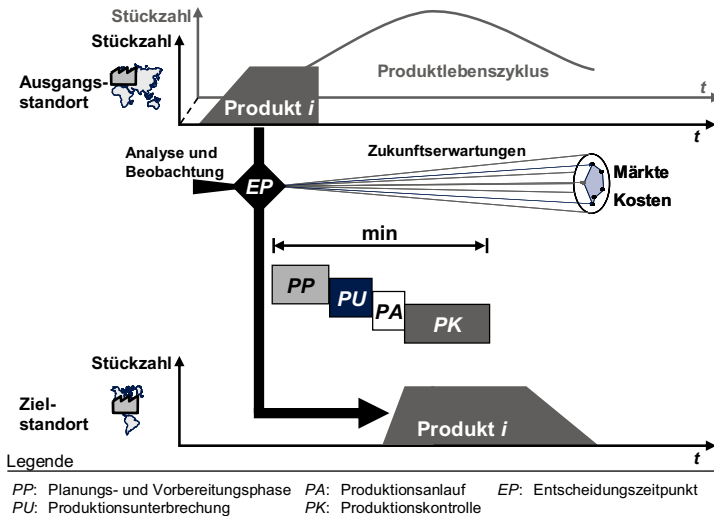 Stückzahl
Stückzahl
Ausgangs-
standort
Produktlebenszyklus
t
Produkt i
t
Analyse und
Beobachtung
EP
Zukunftserwartungen
Märkte
Kosten
min
PP
PU
PA
PK
Stückzahl
Ziel-
standort
Produkt i
t
Legende
PP: Planungs- und Vorbereitungsphase PA: Produktionsanlauf EP: Entscheidungszeitpunkt
PU: Produktionsunterbrechung PK: Produktionskontrolle